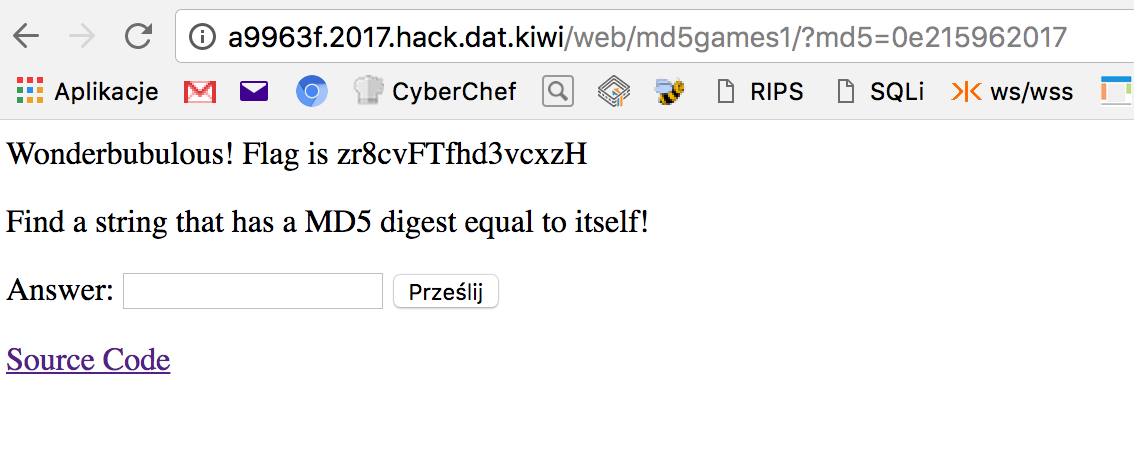 a9963f.2017.hack.dat.kiwi/web/md5games1/?md5=0e215962017
Aplikacje CyberChef RIPS SQLi ws/wss
Wonderbubulous! Flag is zr8cvFTfhd3vcxzH
Find a string that has a MD5 digest equal to itself!
Answer: Prześlij
Source Code